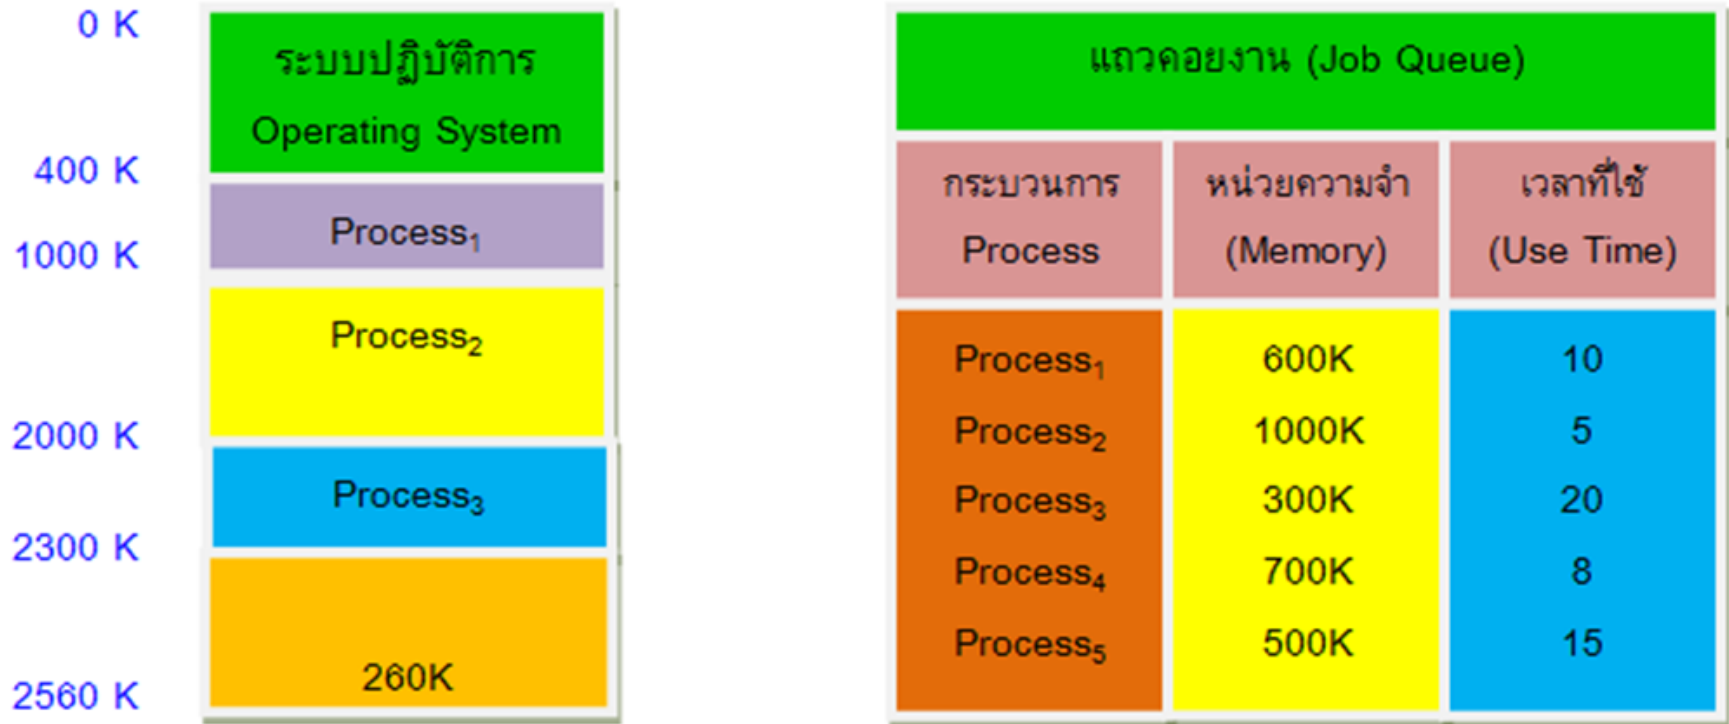 0 K
ระบบปฏิบัติการ
Operating System
400 K
Process₁
1000 K
Process₂
2000 K
Process₃
2300 K
260K
2560 K
แถวคอยงาน (Job Queue)
กระบวนการ หน่วยความจำ เวลาที่ใช้
Process (Memory) (Use Time)
Process₁ 600K 10
Process₂ 1000K 5
Process₃ 300K 20
Process₄ 700K 8
Process₅ 500K 15